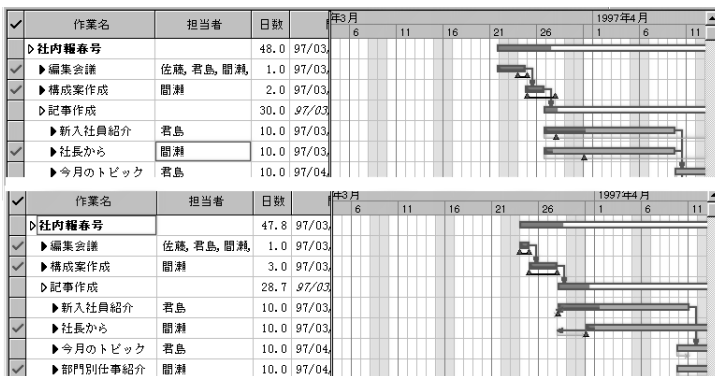 ✓ 作業名 担当者 日数 年3月 1997年4月
6 11 16 21 26 1 6 11
▷社内報春号 48.0 97/03
✓ ▶編集会議 佐藤, 君島, 間瀬, 1.0 97/03
✓ ▶構成案作成 間瀬 2.0 97/03
▷記事作成 30.0 97/03
▶新入社員紹介 君島 10.0 97/03
✓ ▶社長から 間瀬 10.0 97/03
▶今月のトピック 君島 10.0 97/04
✓ 作業名 担当者 日数 年3月 1997年4月
6 11 16 21 26 1 6 11
▷社内報春号 47.8 97/03
✓ ▶編集会議 佐藤, 君島, 間瀬, 1.0 97/03
✓ ▶構成案作成 間瀬 3.0 97/03
▷記事作成 28.7 97/03
▶新入社員紹介 君島 10.0 97/03
✓ ▶社長から 間瀬 10.0 97/03
▶今月のトピック 君島 10.0 97/04
✓ ▶部門別仕事紹介 間瀬 10.0 97/04